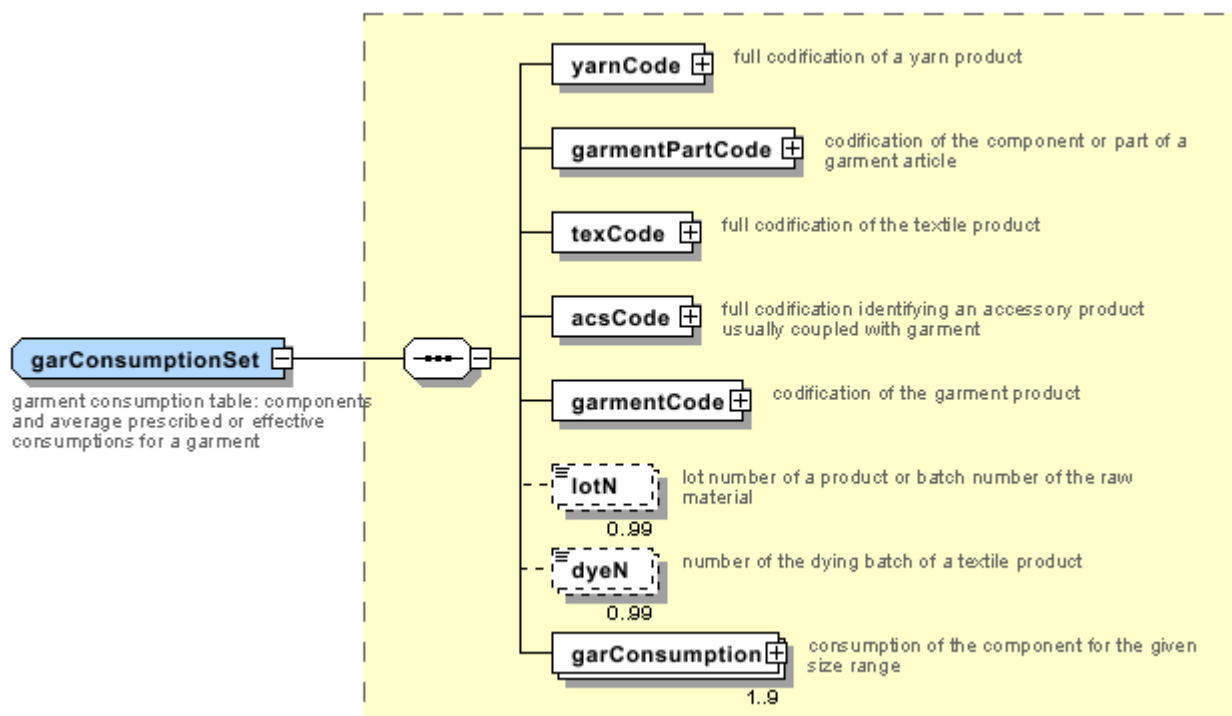 yarnCode
full codification of a yarn product
garmentPartCode
codification of the component or part of a
garment article
texCode
full codification of the textile product
acsCode
full codification identifying an accessory product
usually coupled with garment
garConsumptionSet
garment consumption table: components
and average prescribed or effective
consumptions for a garment
garmentCode
codification of the garment product
lotN
lot number of a product or batch number of the raw
material
0..99
dyeN
number of the dying batch of a textile product
0..99
garConsumption
consumption of the component for the given
size range
1..9